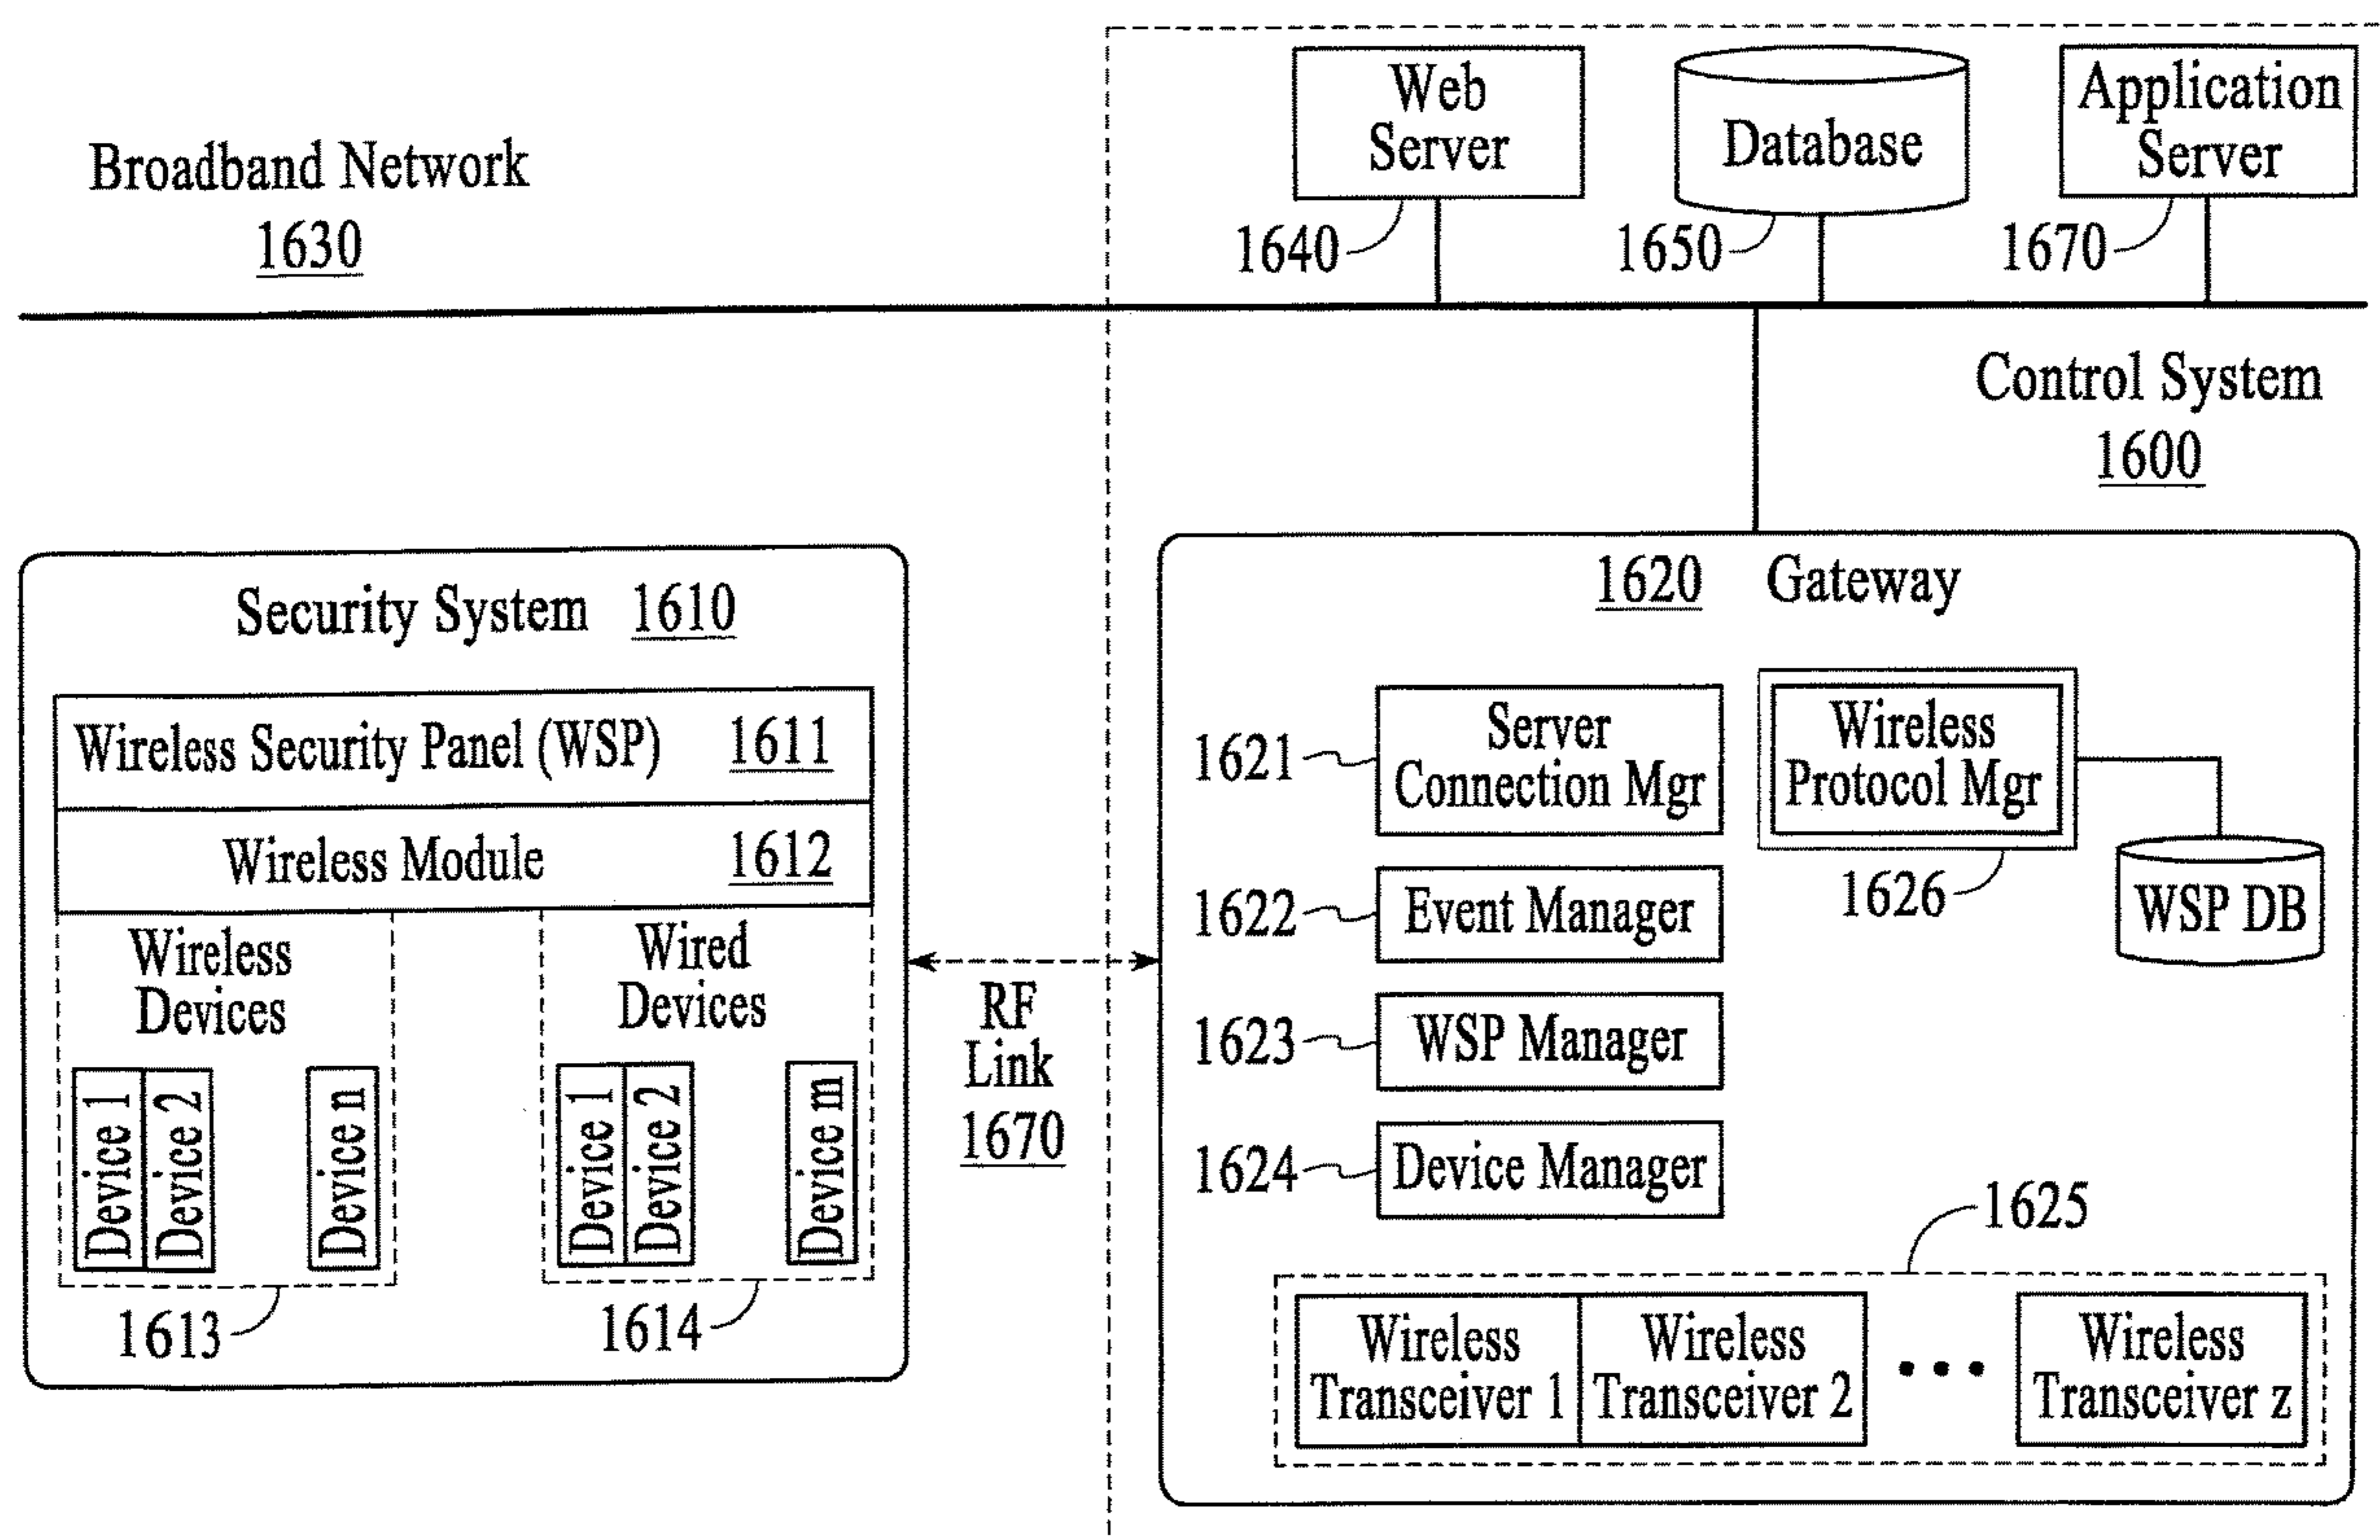 Web
Server
1640
Database
1650
Application
Server
1670
Broadband Network
1630
Control System
1600
Security System 1610
Wireless Security Panel (WSP) 1611
Wireless Module 1612
Wireless
Devices
Device 1
Device 2
Device n
1613
Wired
Devices
Device 1
Device 2
Device m
1614
RF
Link
1670
1620 Gateway
1621
Server
Connection Mgr
Wireless
Protocol Mgr
1626
WSP DB
1622
Event Manager
1623
WSP Manager
1624
Device Manager
1625
Wireless
Transceiver 1
Wireless
Transceiver 2
• • •
Wireless
Transceiver z